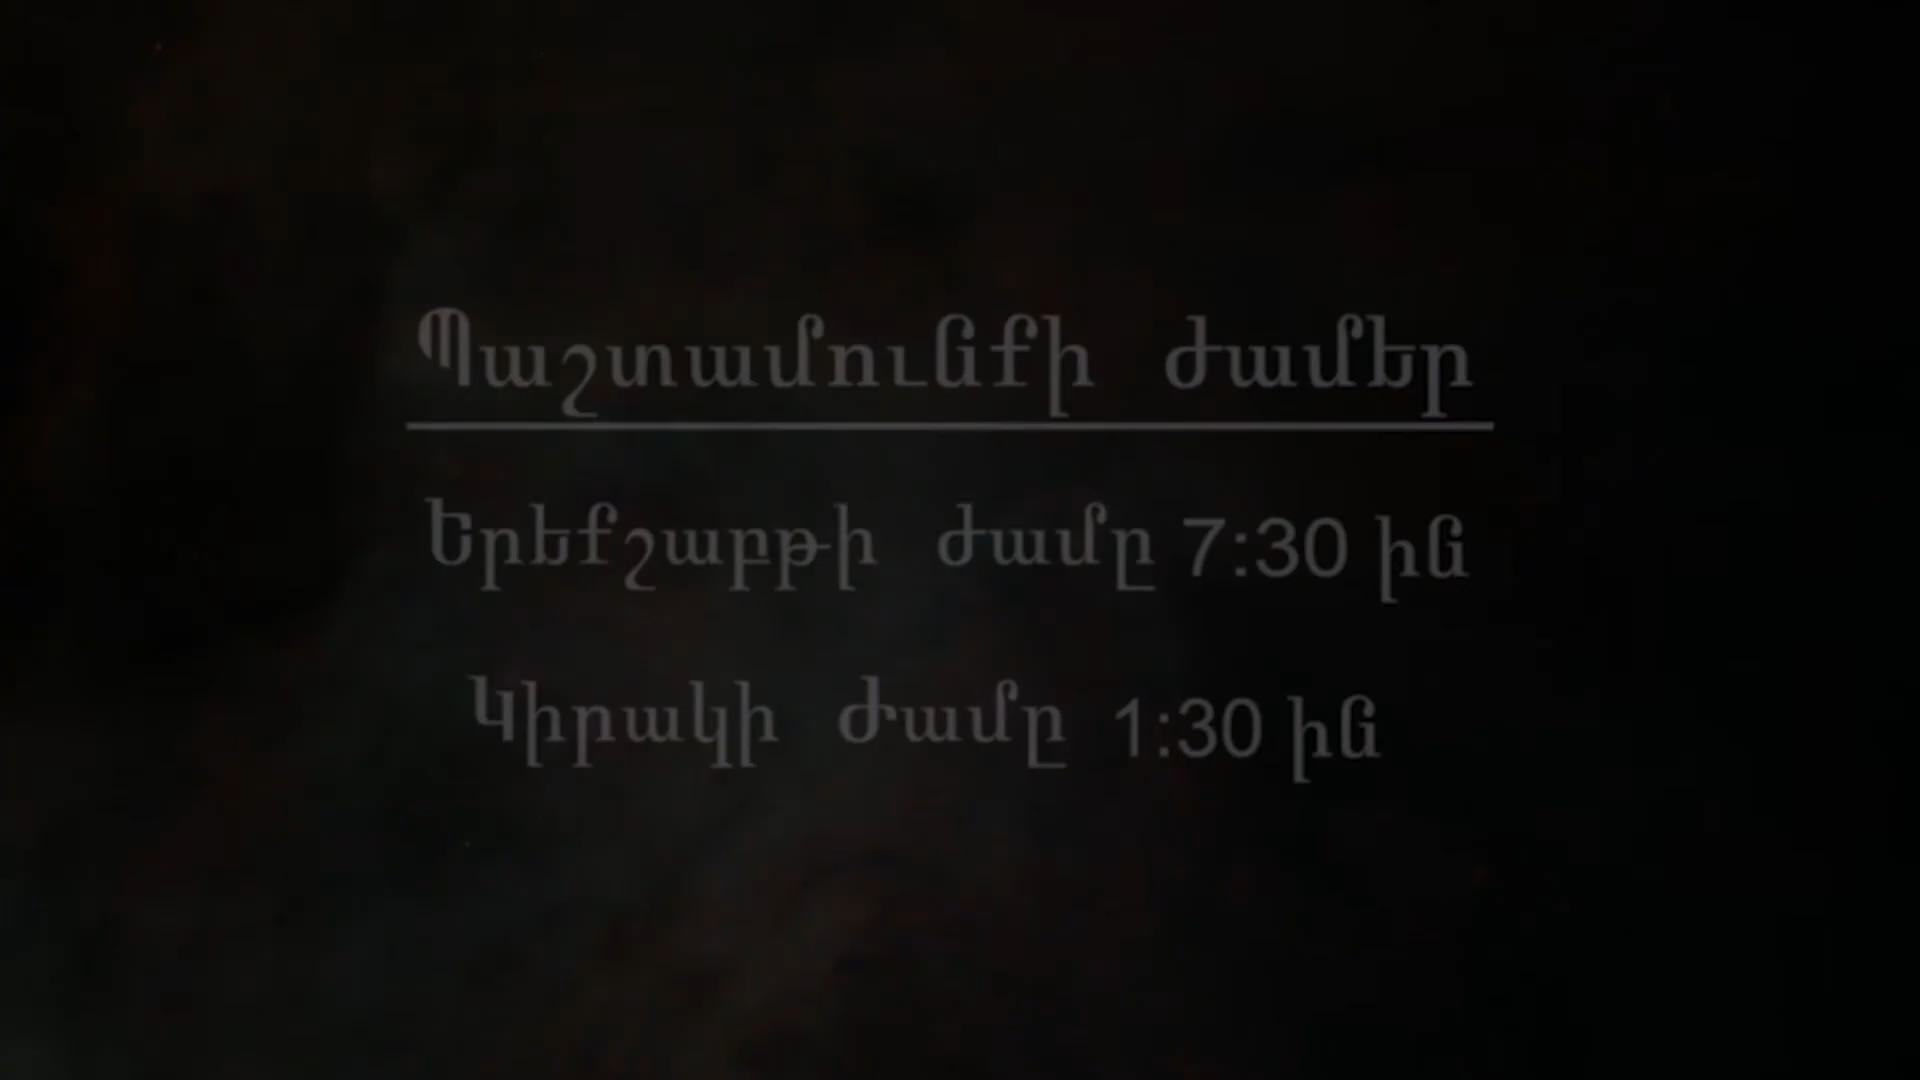 Պաշտամունքի ժամեր
Երեքշաբթի ժամը 7:30 ին
Կիրակի Ժամը 1:30 ին